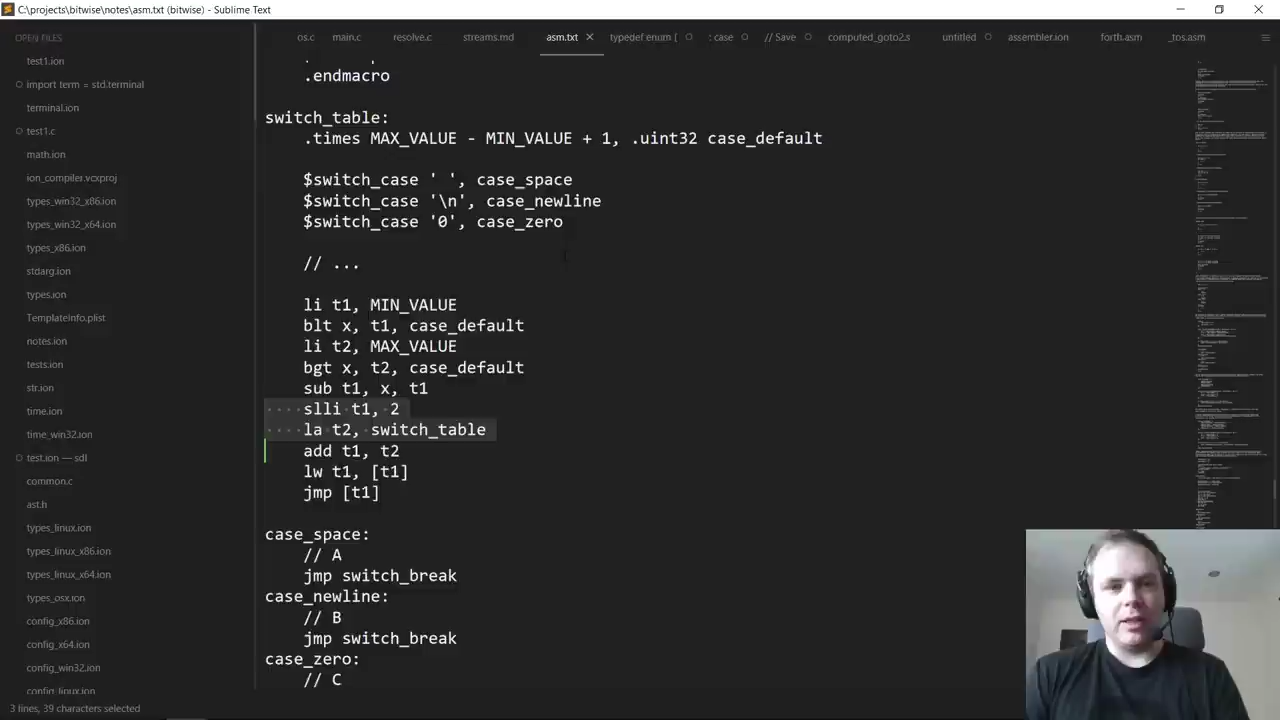 C:\projects\bitwise\notes\asm.txt (bitwise) - Sublime Text
OPEN FILES
os.c
main.c
resolve.c
streams.md
asm.txt
typedef enum {
: case
// Save
computed_goto2.s
untitled
assembler.ion
forth.asm
_tos.asm
test1.ion
import term = std.terminal
terminal.ion
test1.c
math.ion
ion_compiler.vcxproj
types_win32_x86.ion
types_win32_x64.ion
types_x86.ion
stdarg.ion
types.ion
TemplateInfo.plist
notes.ion
tests.ion
str.ion
time.ion
time_win32.ion
test.ion — sdl
common.c
ast.h
types_linux.ion
types_linux_x86.ion
types_linux_x64.ion
types_osx.ion
config_x86.ion
config_x64.ion
config_win32.ion
config_linux.ion
.endmacro
switch_table:
.times MAX_VALUE - MIN_VALUE + 1, .uint32 case_default
$switch_case ' ', case_space
$switch_case '\n', case_newline
$switch_case '0', case_zero
// ...
li t1, MIN_VALUE
blt x, t1, case_default
li t2, MAX_VALUE
bgt x, t2, case_default
sub t1, x, t1
slli t1, 2
la t2, switch_table
add t1, t2
lw t1, [t1]
jmp [t1]
case_space:
// A
jmp switch_break
case_newline:
// B
jmp switch_break
case_zero:
// C
3 lines, 39 characters selected